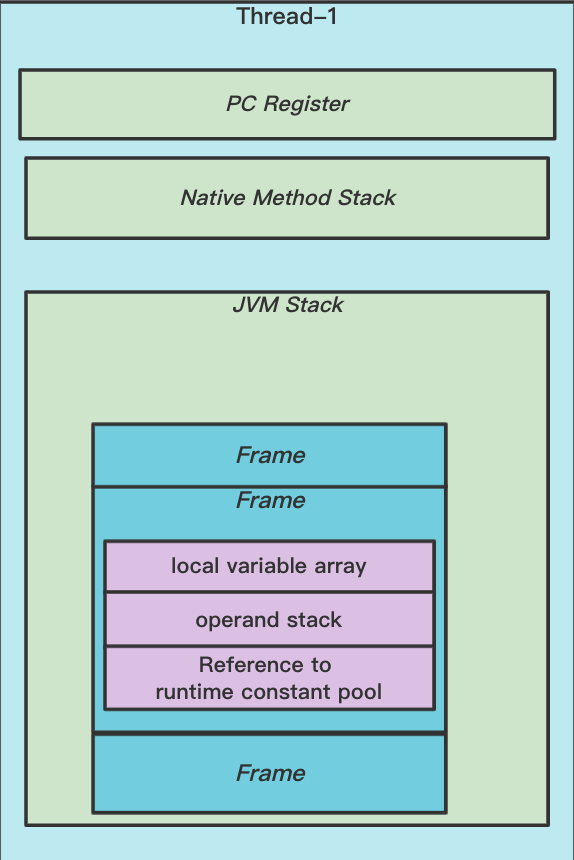 Thread–1
PC Register
Native Method Stack
JVM Stack
Frame
Frame
local variable array
operand stack
Reference to
runtime constant pool
Frame